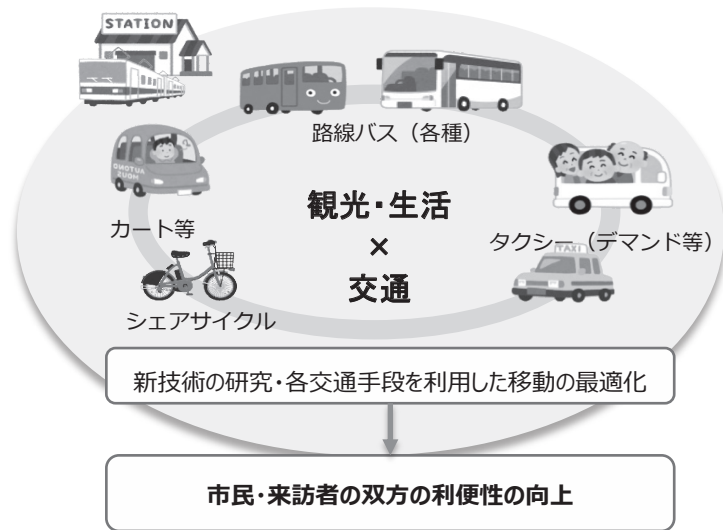 STATION
路線バス（各種）
観光・生活
×
交通
カート等
タクシー（デマンド等）
TAXI
シェアサイクル
新技術の研究・各交通手段を利用した移動の最適化
市民・来訪者の双方の利便性の向上